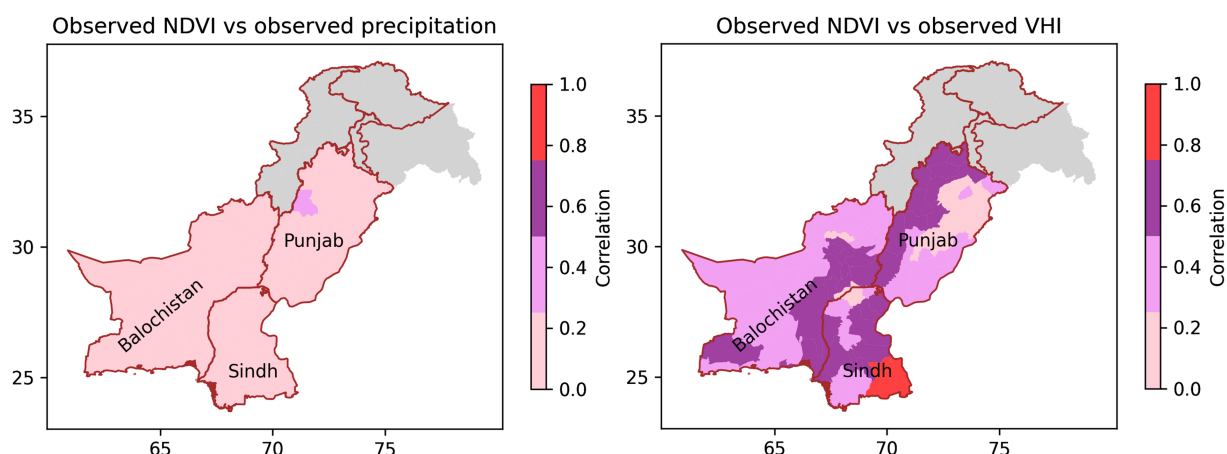 Observed NDVI vs observed precipitation
35
30
25
65
70
75
Punjab
Balochistan
Sindh
1.0
0.8
0.6
0.4
0.2
0.0
Correlation
Observed NDVI vs observed VHI
35
30
25
65
70
75
Punjab
Balochistan
Sindh
1.0
0.8
0.6
0.4
0.2
0.0
Correlation